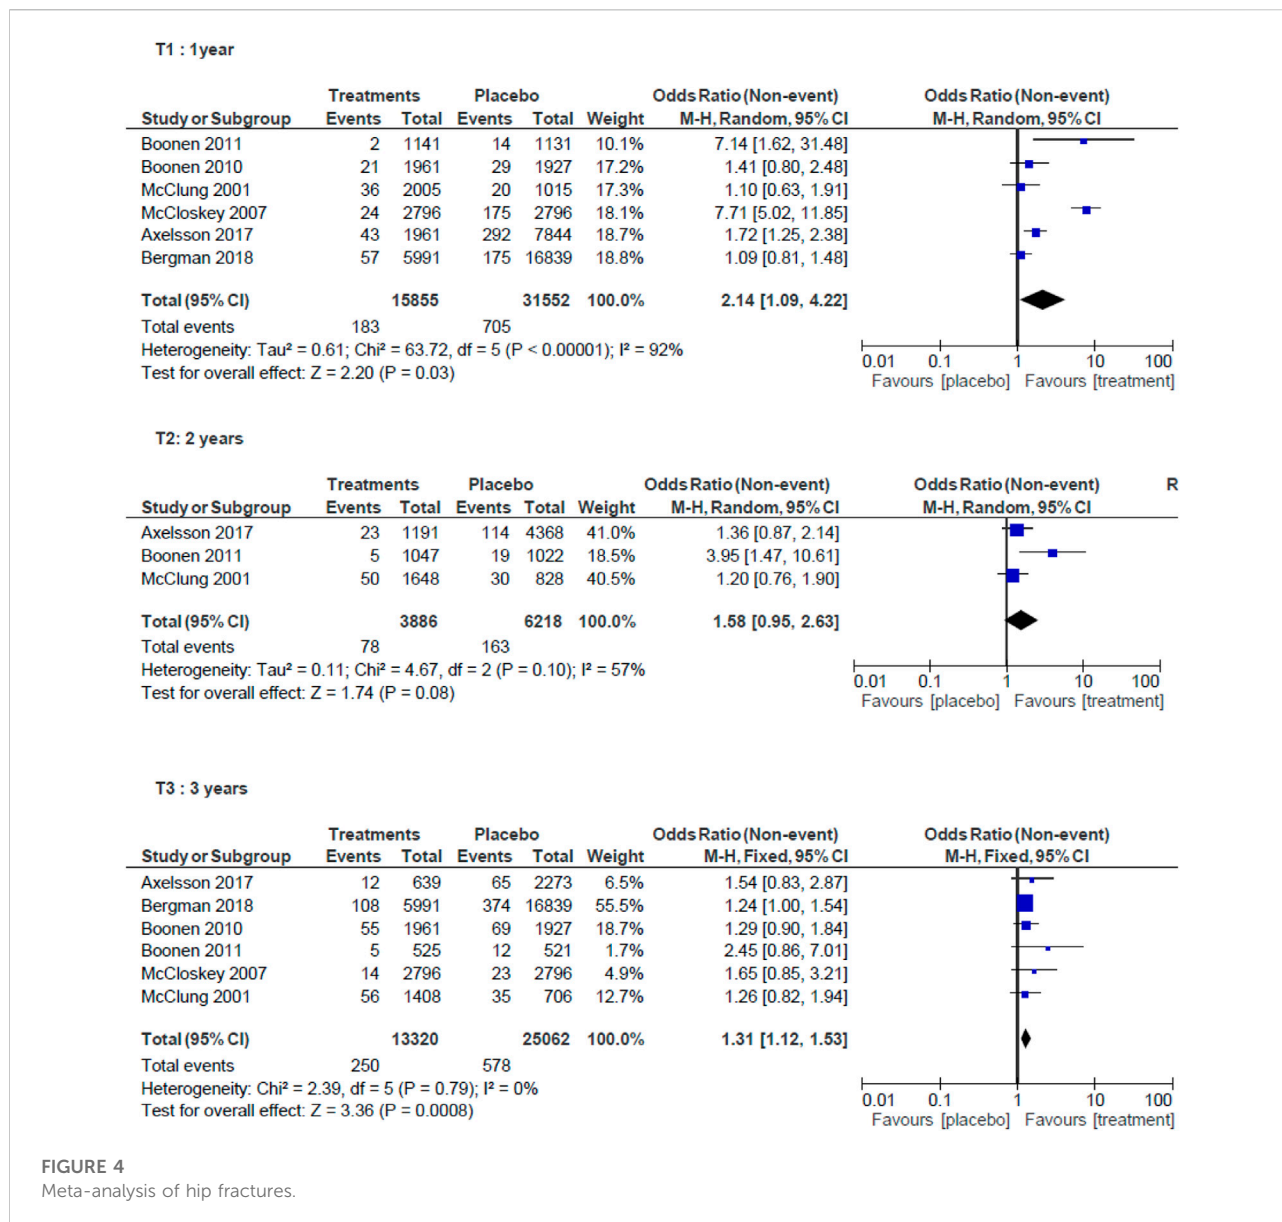 T1 : 1year
Treatments Placebo Odds Ratio (Non-event) Odds Ratio (Non-event)
Study or Subgroup Events Total Events Total Weight M-H, Random, 95% CI M-H, Random, 95% CI
Boonen 2011 2 1141 14 1131 10.1% 7.14 [1.62, 31.48]
Boonen 2010 21 1961 29 1927 17.2% 1.41 [0.80, 2.48]
McClung 2001 36 2005 20 1015 17.3% 1.10 [0.63, 1.91]
McCloskey 2007 24 2796 175 2796 18.1% 7.71 [5.02, 11.85]
Axelsson 2017 43 1961 292 7844 18.7% 1.72 [1.25, 2.38]
Bergman 2018 57 5991 175 16839 18.8% 1.09 [0.81, 1.48]
Total (95% CI) 15855 31552 100.0% 2.14 [1.09, 4.22]
Total events 183 705
Heterogeneity: Tau² = 0.61; Chi² = 63.72, df = 5 (P < 0.00001); I² = 92%
Test for overall effect: Z = 2.20 (P = 0.03)
0.01 0.1 1 10 100
Favours [placebo] Favours [treatment]
T2: 2 years
Treatments Placebo Odds Ratio (Non-event) Odds Ratio (Non-event) R
Study or Subgroup Events Total Events Total Weight M-H, Random, 95% CI M-H, Random, 95% CI
Axelsson 2017 23 1191 114 4368 41.0% 1.36 [0.87, 2.14]
Boonen 2011 5 1047 19 1022 18.5% 3.95 [1.47, 10.61]
McClung 2001 50 1648 30 828 40.5% 1.20 [0.76, 1.90]
Total (95% CI) 3886 6218 100.0% 1.58 [0.95, 2.63]
Total events 78 163
Heterogeneity: Tau² = 0.11; Chi² = 4.67, df = 2 (P = 0.10); I² = 57%
Test for overall effect: Z = 1.74 (P = 0.08)
0.01 0.1 1 10 100
Favours [placebo] Favours [treatment]
T3 : 3 years
Treatments Placebo Odds Ratio (Non-event) Odds Ratio (Non-event)
Study or Subgroup Events Total Events Total Weight M-H, Fixed, 95% CI M-H, Fixed, 95% CI
Axelsson 2017 12 639 65 2273 6.5% 1.54 [0.83, 2.87]
Bergman 2018 108 5991 374 16839 55.5% 1.24 [1.00, 1.54]
Boonen 2010 55 1961 69 1927 18.7% 1.29 [0.90, 1.84]
Boonen 2011 5 525 12 521 1.7% 2.45 [0.86, 7.01]
McCloskey 2007 14 2796 23 2796 4.9% 1.65 [0.85, 3.21]
McClung 2001 56 1408 35 706 12.7% 1.26 [0.82, 1.94]
Total (95% CI) 13320 25062 100.0% 1.31 [1.12, 1.53]
Total events 250 578
Heterogeneity: Chi² = 2.39, df = 5 (P = 0.79); I² = 0%
Test for overall effect: Z = 3.36 (P = 0.0008)
0.01 0.1 1 10 100
Favours [placebo] Favours [treatment]
FIGURE 4
Meta-analysis of hip fractures.